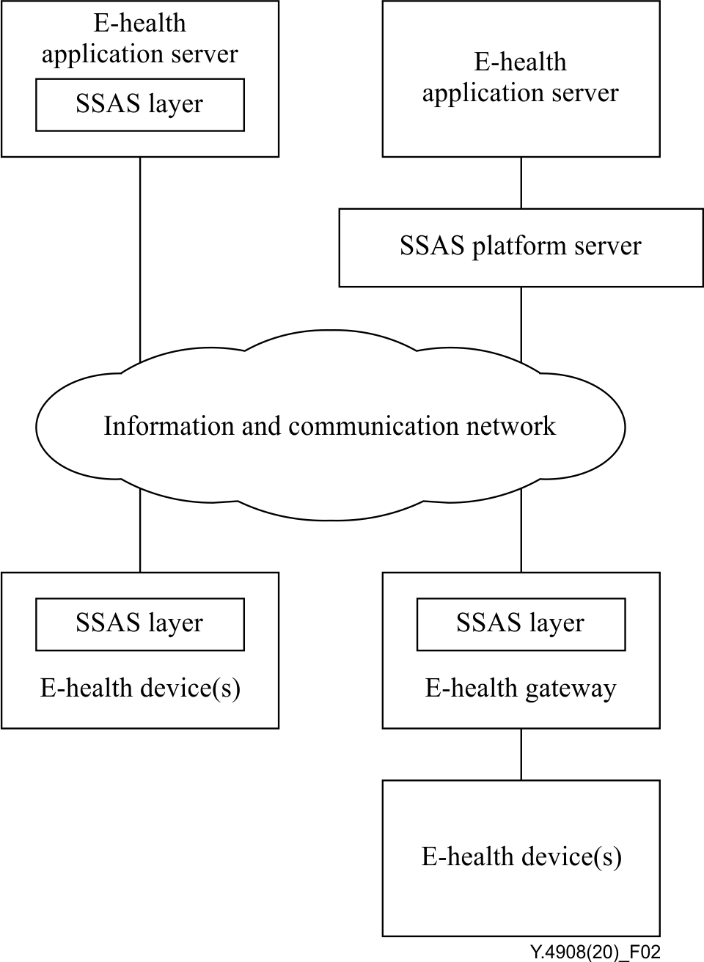 E-health
application server
SSAS layer
E-health
application server
SSAS platform server
Information and communication network
SSAS layer
E-health device(s)
SSAS layer
E-health gateway
E-health device(s)
Y.4908(20)_F02